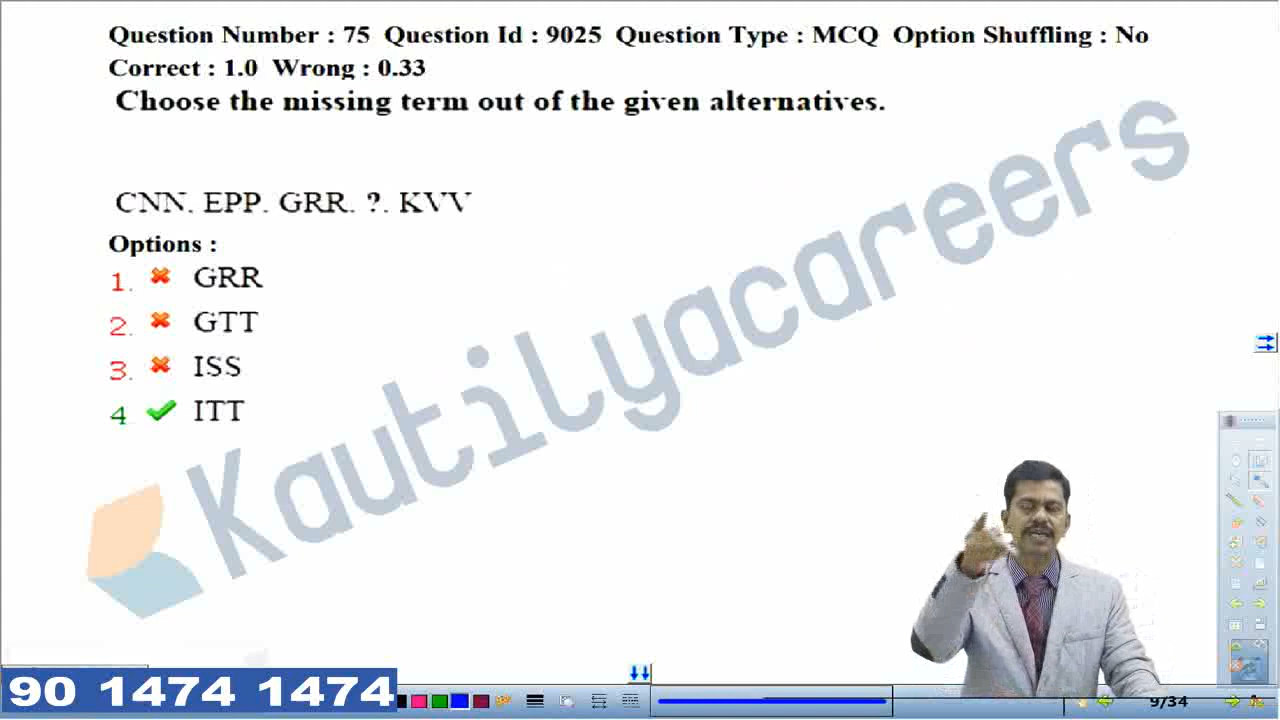 Question Number : 75 Question Id : 9025 Question Type : MCQ Option Shuffling : No
Correct : 1.0 Wrong : 0.33
Choose the missing term out of the given alternatives.
CNN. EPP. GRR. ?. KVV
Options :
1. GRR
2. GTT
3. ISS
4 ITT
Kautilyacareers
90 1474 1474
9/34